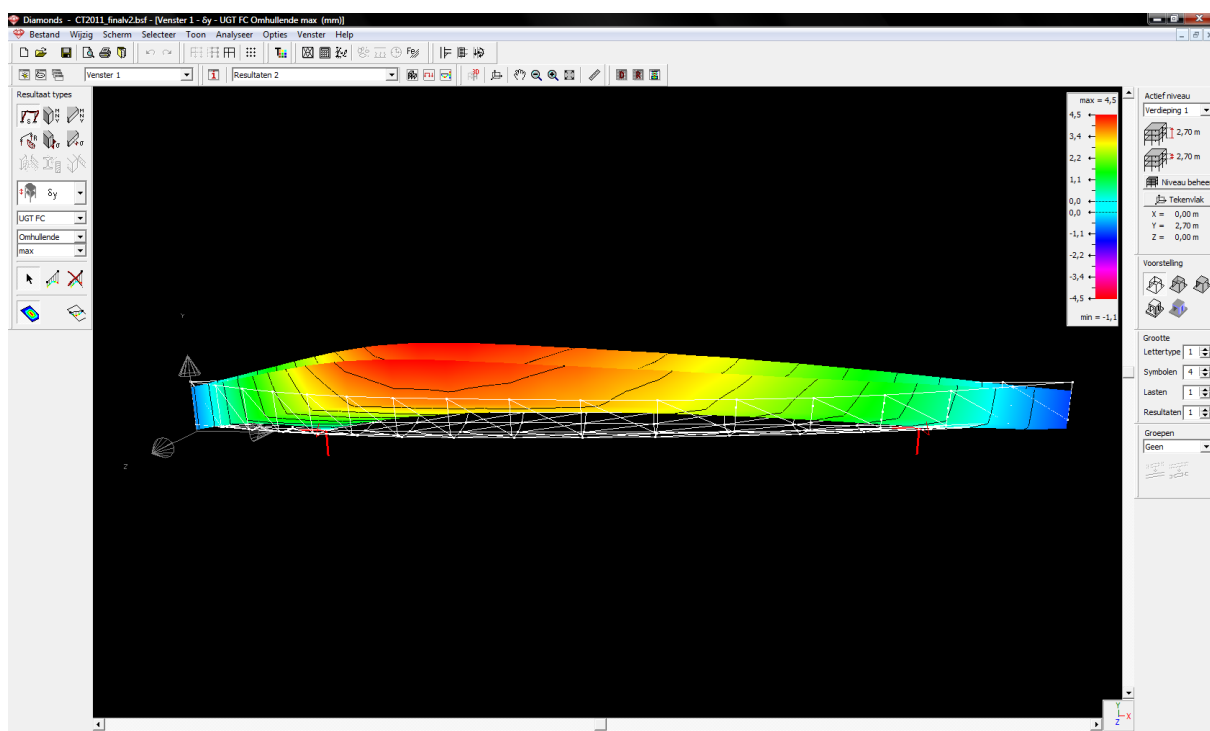 Diamonds - CT2011_finalv2.bsf - [Venster 1 - δy - UGT FC Omhullende max (mm)]
Bestand Wijzig Scherm Selecteer Toon Analyseer Opties Venster Help
Venster 1
Resultaten 2
Resultaat types
δy
UGT FC
Omhullende
max
max = 4,5
4,5
3,4
2,2
1,1
0,0
0,0
-1,1
-2,2
-3,4
-4,5
min = -1,1
Y
Z
Actief niveau
Verdieping 1
2,70 m
2,70 m
Niveau behee
Tekenvlak
X = 0,00 m
Y = 2,70 m
Z = 0,00 m
Voorstelling
Grootte
Lettertype 1
Symbolen 4
Lasten 1
Resultaten 1
Groepen
Geen
Y
X
Z